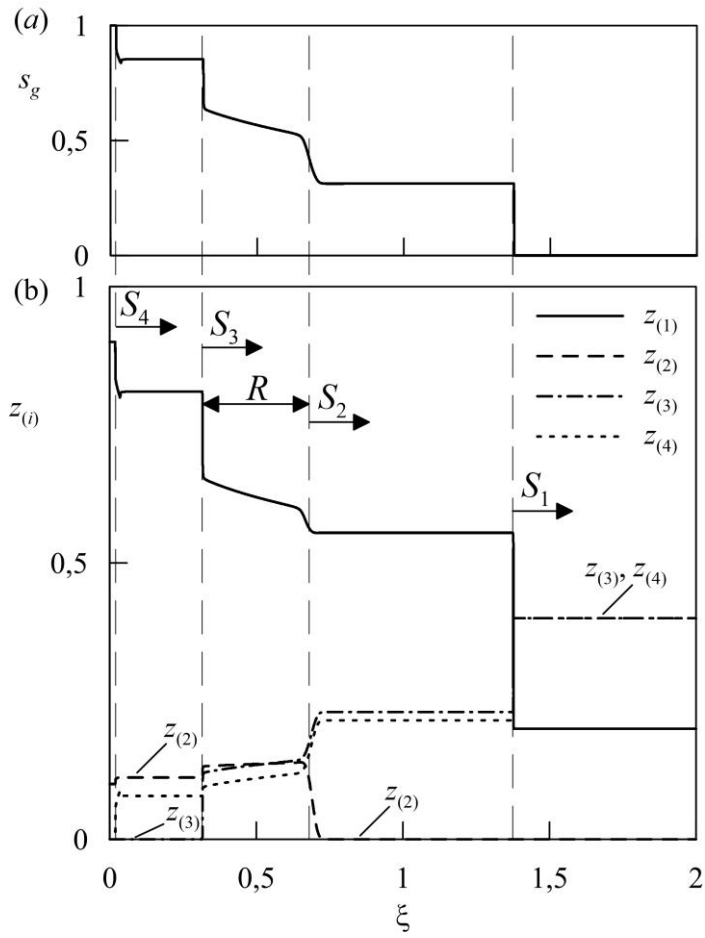 (a)
1
s_g
0,5
0
(b)
1
S_4
S_3
R
S_2
S_1
z_(1)
z_(2)
z_(3)
z_(4)
z_(i)
0,5
z_(3), z_(4)
z_(2)
z_(3)
z_(2)
0
0
0,5
1
1,5
2
ξ